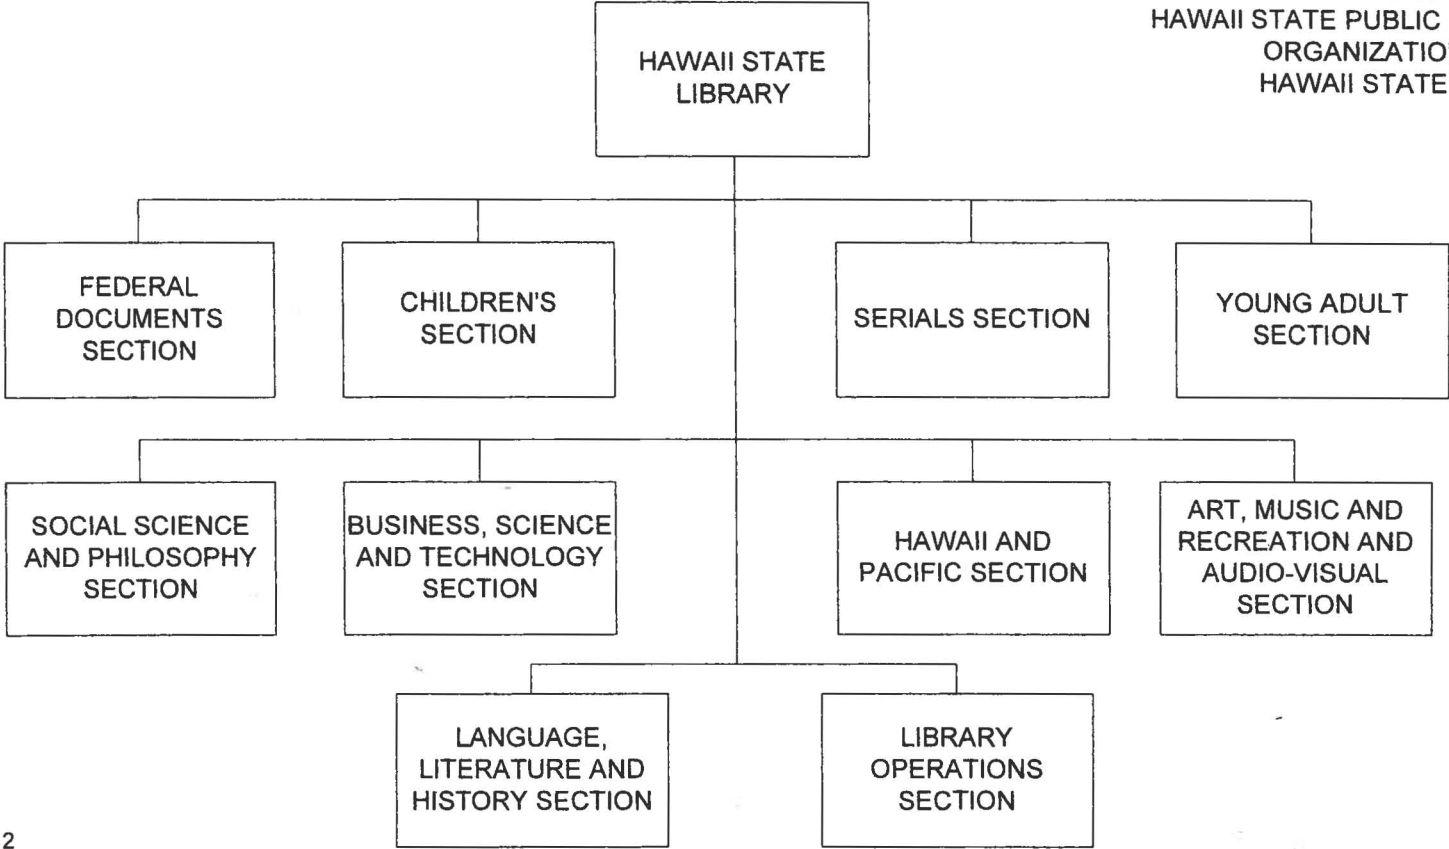 HAWAII STATE PUBLIC
HAWAII STATE
HAWAII STATE
LIBRARY
FEDERAL
DOCUMENTS
SECTION
CHILDREN'S
SECTION
SERIALS SECTION
YOUNG ADULT
SECTION
SOCIAL SCIENCE
AND PHILOSOPHY
SECTION
BUSINESS, SCIENCE
AND TECHNOLOGY
SECTION
HAWAII AND
PACIFIC SECTION
ART, MUSIC AND
RECREATION AND
AUDIO-VISUAL
SECTION
LANGUAGE,
LITERATURE AND
HISTORY SECTION
LIBRARY
OPERATIONS
SECTION
2